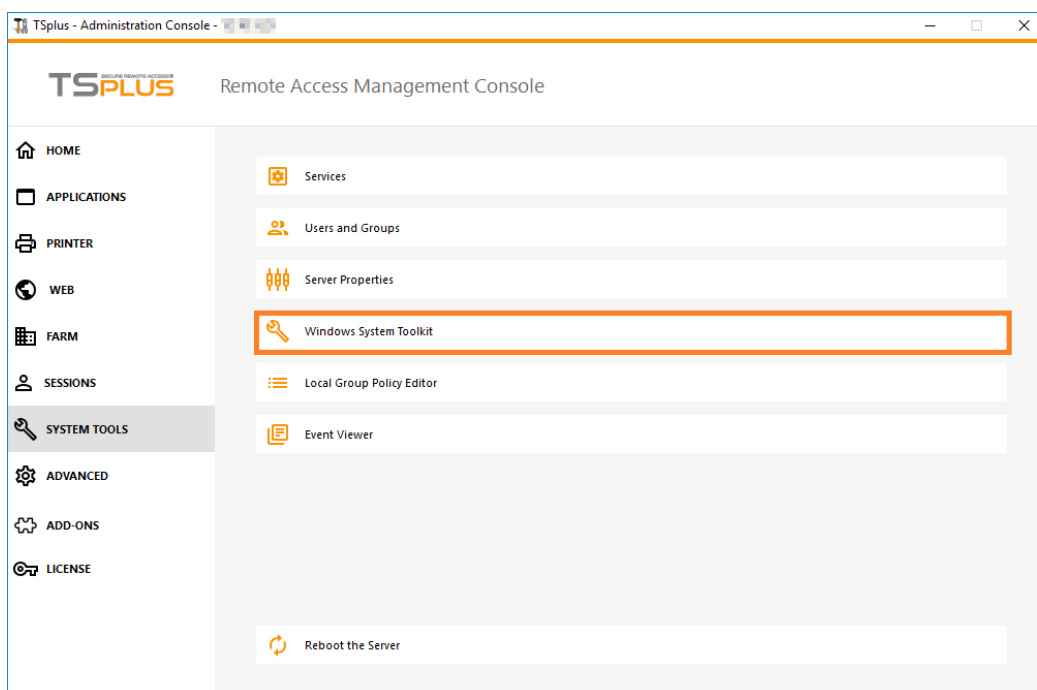 TSplus - Administration Console -
SECURE REMOTE ACCESS
TSPLUS
Remote Access Management Console
HOME
APPLICATIONS
PRINTER
WEB
FARM
SESSIONS
SYSTEM TOOLS
ADVANCED
ADD-ONS
LICENSE
Services
Users and Groups
Server Properties
Windows System Toolkit
Local Group Policy Editor
Event Viewer
Reboot the Server